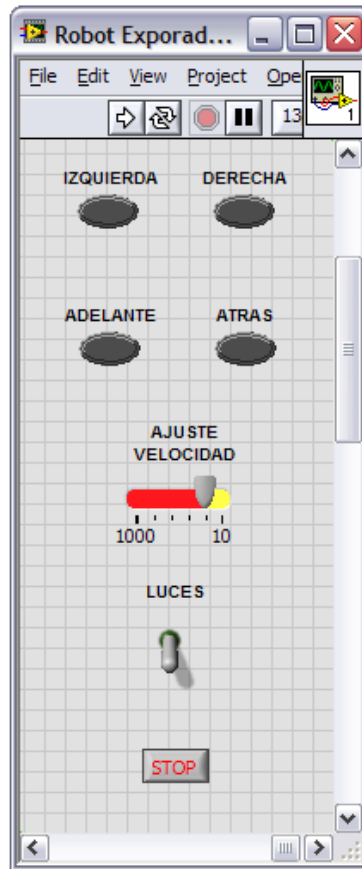 Robot Exporad...
File Edit View Project Ope
13
1
IZQUIERDA DERECHA
ADELANTE ATRAS
AJUSTE
VELOCIDAD
1000 10
LUCES
STOP